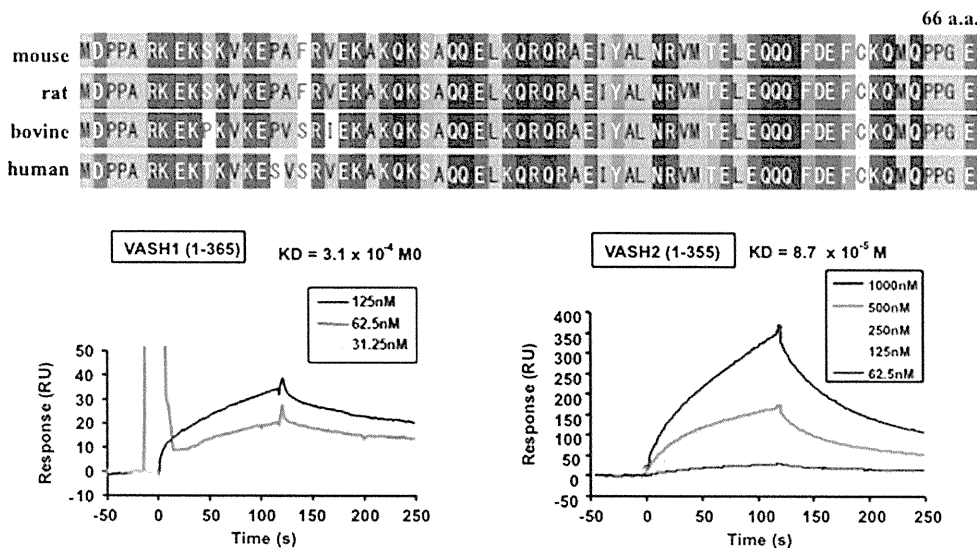 66 a.a.
mouse MDPPARKEKSKVKEPAFRVEKAKQKSAQQELKQRQRAEIYALNRVMTELEQQQFDEFCKQMQPPGE
rat MDPPARKEKSKVKEPAFRVEKAKQKSAQQELKQRQRAEIYALNRVMTELEQQQFDEFCKQMQPPGE
bovine MDPPARKEKPKVKEPVSRIEKAKQKSAQQELKQRQRAEIYALNRVMTELEQQQFDEFCKQMQPPGE
human MDPPARKEKTKVKESVSRVEKAKQKSAQQELKQRQRAEIYALNRVMTELEQQQFDEFCKQMQPPGE
VASH1 (1-365) KD = 3.1 x 10⁻⁴ M0
125nM
62.5nM
31.25nM
Response (RU)
50
40
30
20
10
0
-10
-50 0 50 100 150 200 250
Time (s)
VASH2 (1-355) KD = 8.7 x 10⁻⁵ M
1000nM
500nM
250nM
125nM
62.5nM
Response (RU)
400
350
300
250
200
150
100
50
0
-50
-50 0 50 100 150 200 250
Time (s)